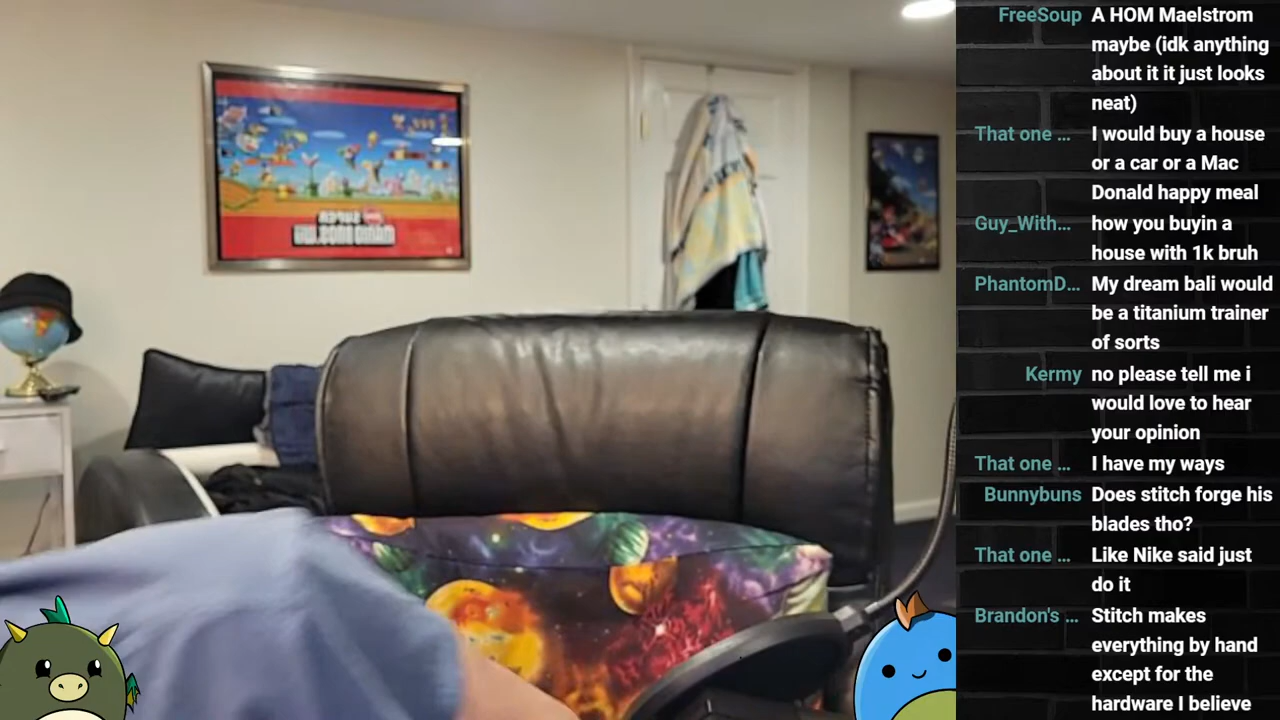 FreeSoup A HOM Maelstrom
maybe (idk anything
about it it just looks
neat)
That one ... I would buy a house
or a car or a Mac
Donald happy meal
Guy_With... how you buyin a
house with 1k bruh
PhantomD... My dream bali would
be a titanium trainer
of sorts
Kermy no please tell me i
would love to hear
your opinion
That one ... I have my ways
Bunnybuns Does stitch forge his
blades tho?
That one ... Like Nike said just
do it
Brandon's ... Stitch makes
everything by hand
except for the
hardware I believe